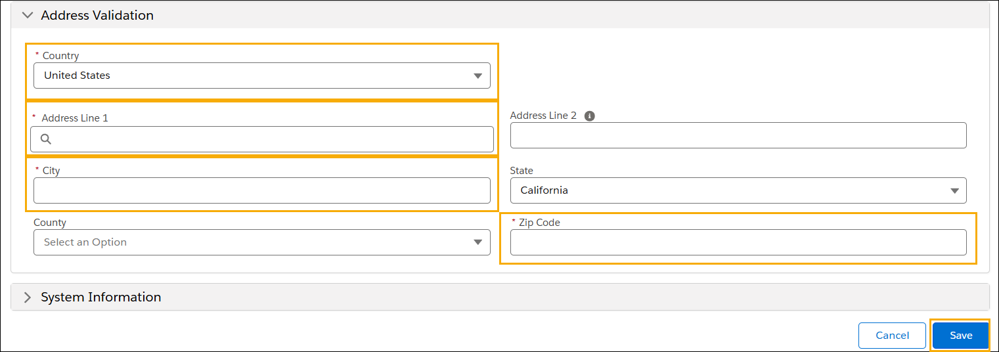 Address Validation
* Country
United States
* Address Line 1
Address Line 2
* City
State
California
County
* Zip Code
Select an Option
System Information
Cancel
Save